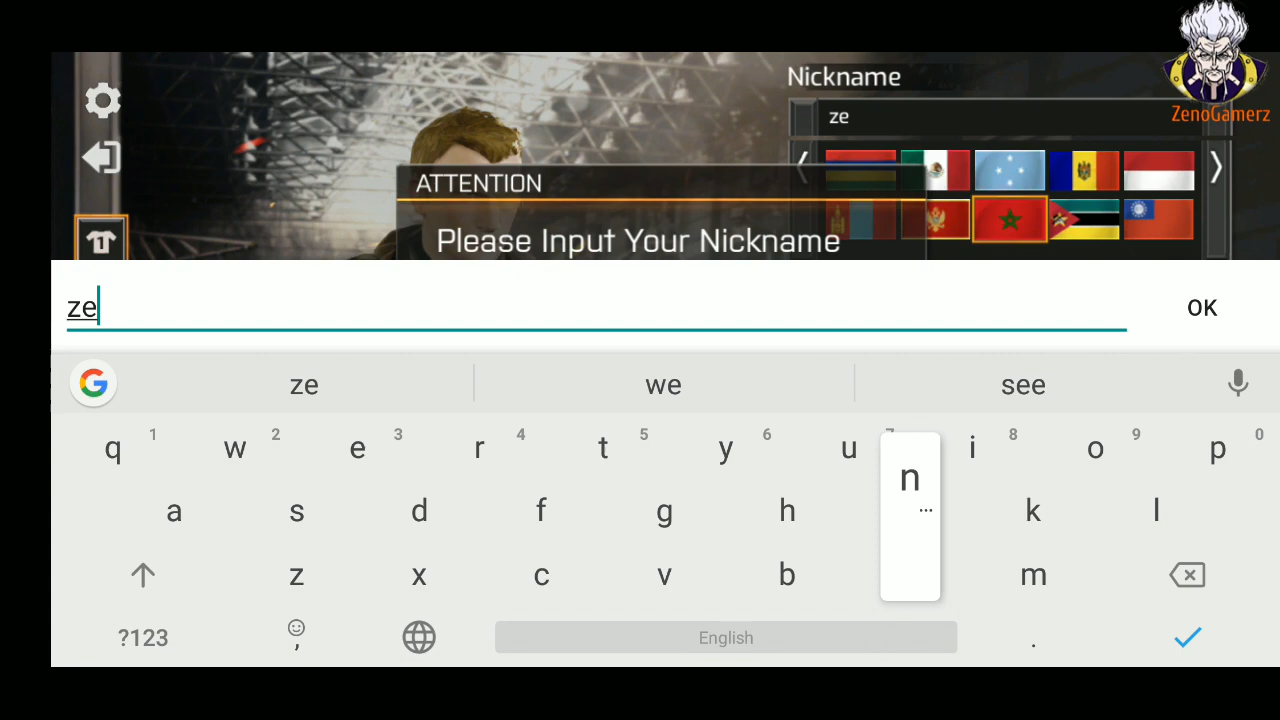 Nickname
ze
ZenoGamerz
ATTENTION
Please Input Your Nickname
ze
OK
G
ze
we
see
q 1 w 2 e 3 r 4 t 5 y 6 u 7 i 8 o 9 p 0
a s d f g h n ... k l
z x c v b m
?123
,
English
.